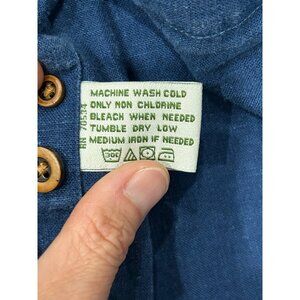 MACHINE WASH COLD
ONLY NON CHLORINE
BLEACH WHEN NEEDED
TUMBLE DRY LOW
MEDIUM IRON IF NEEDED
RN 70534